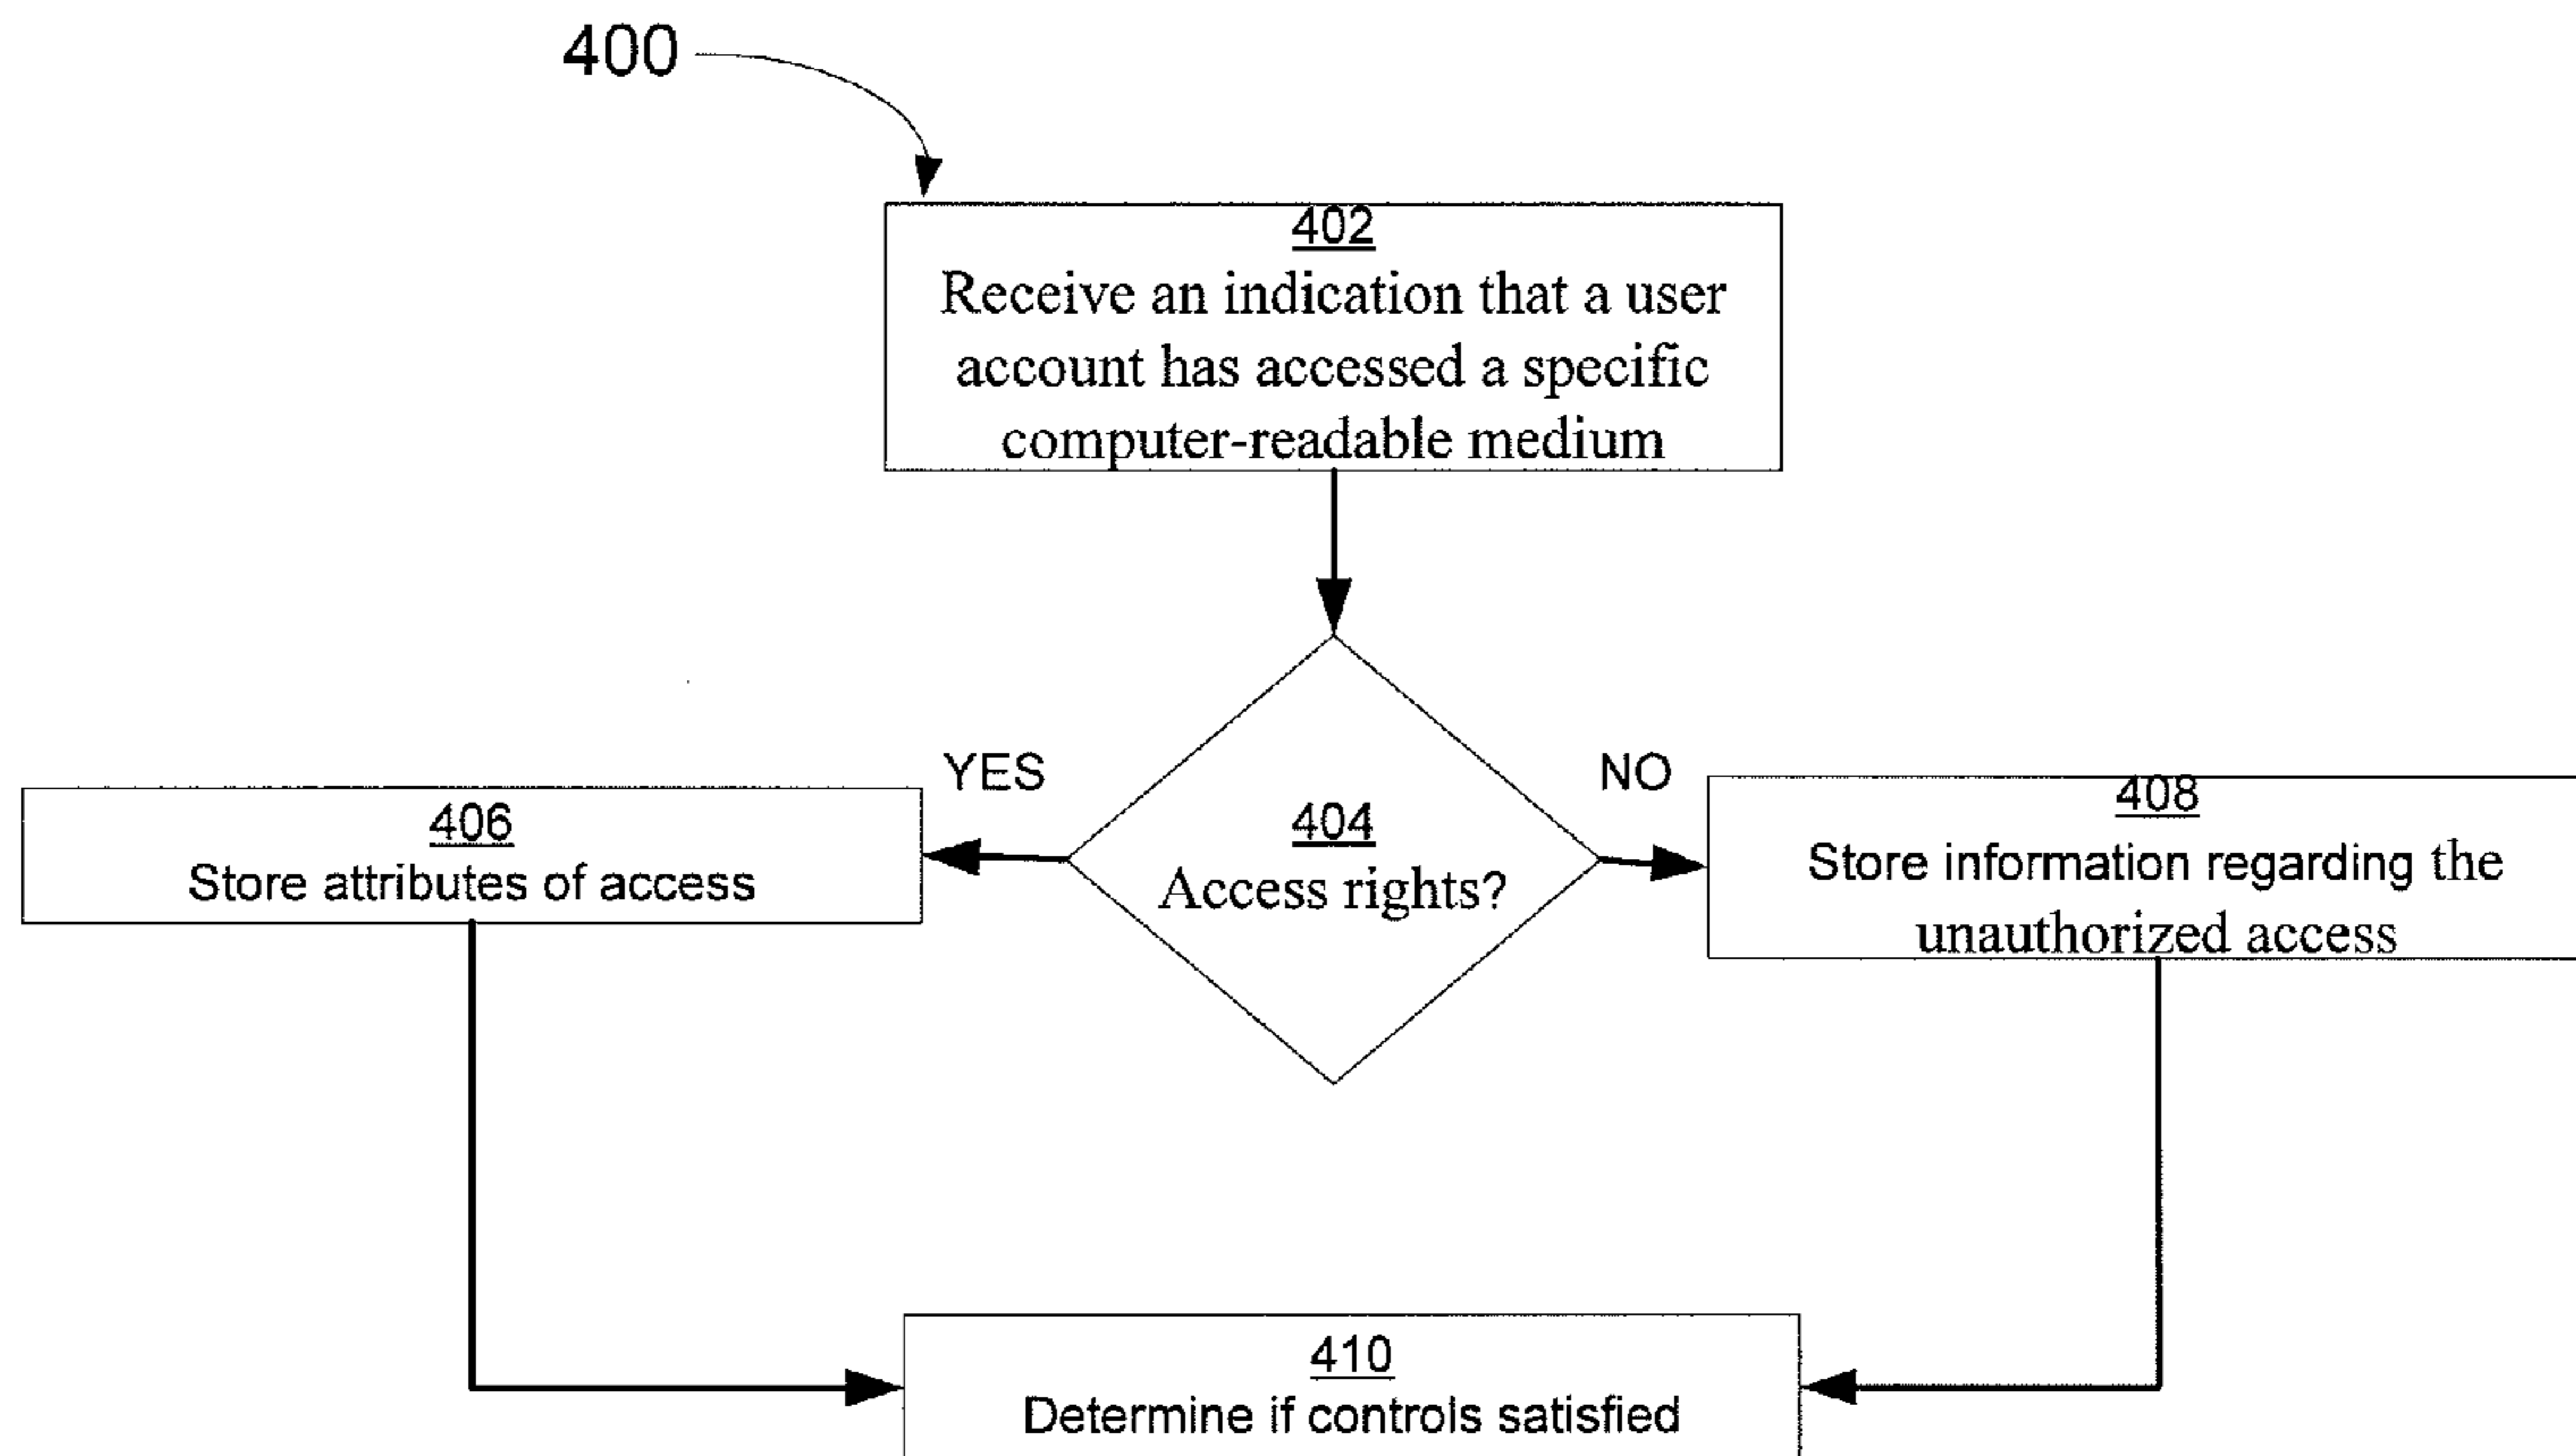 400
402
Receive an indication that a user
account has accessed a specific
computer-readable medium
YES
NO
404
Access rights?
406
Store attributes of access
408
Store information regarding the
unauthorized access
410
Determine if controls satisfied